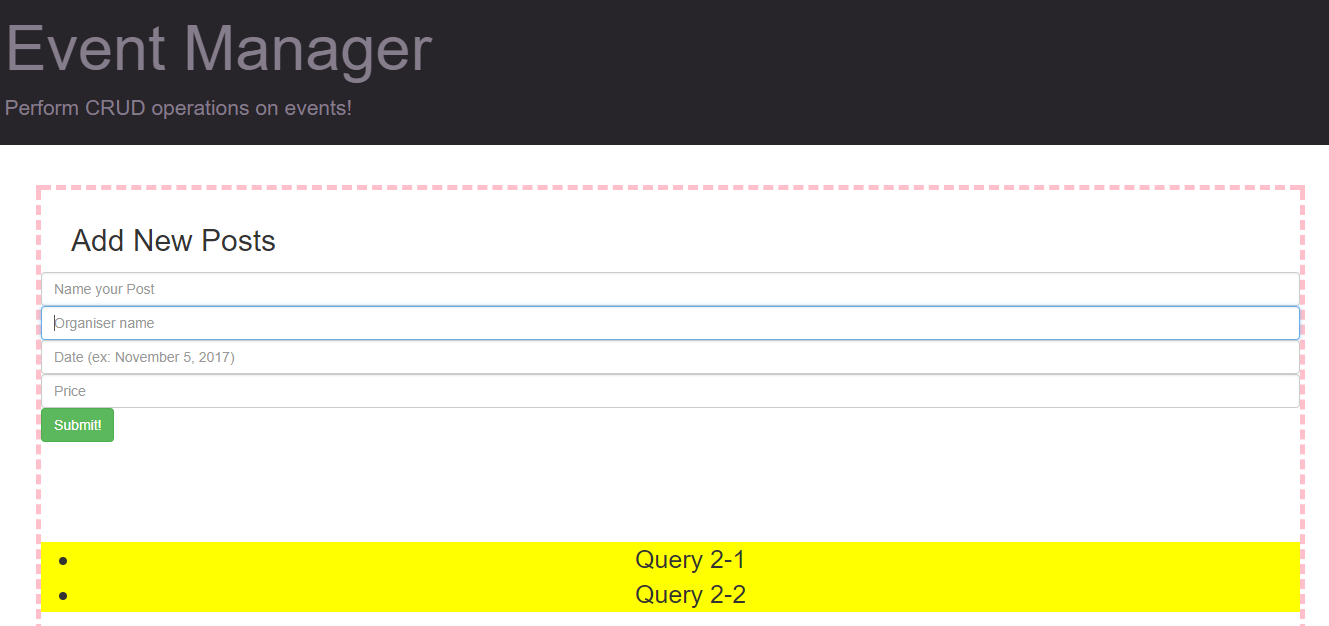 Event Manager
Perform CRUD operations on events!
Add New Posts
Name your Post
Organiser name
Date (ex: November 5, 2017)
Price
Submit!
Query 2-1
Query 2-2